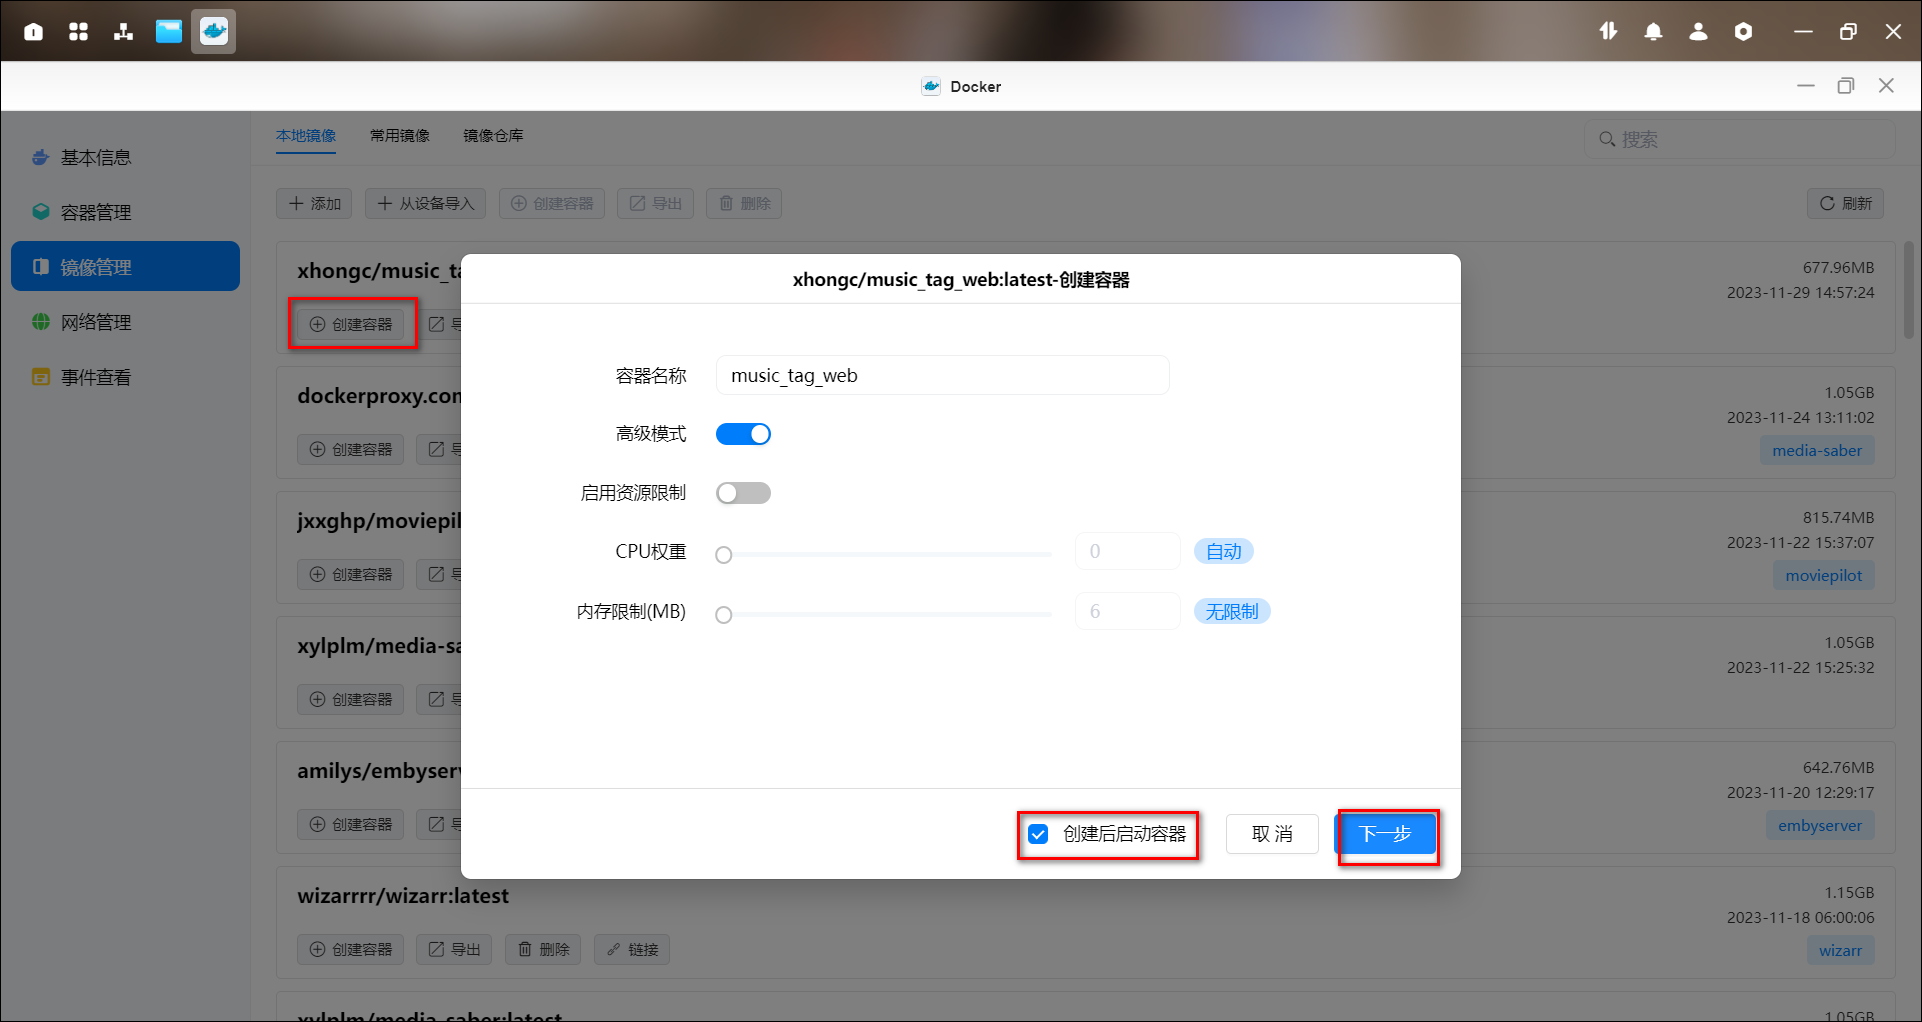 Docker
基本信息
容器管理
镜像管理
网络管理
事件查看
本地镜像 常用镜像 镜像仓库
搜索
添加 从设备导入 创建容器 导出 删除 刷新
xhongc/music_ta
677.96MB
2023-11-29 14:57:24
创建容器
dockerproxy.com
1.05GB
2023-11-24 13:11:02
创建容器
media-saber
jxxghp/moviepil
815.74MB
2023-11-22 15:37:07
创建容器
moviepilot
xylplm/media-sa
1.05GB
2023-11-22 15:25:32
创建容器
amilys/embyserv
642.76MB
2023-11-20 12:29:17
创建容器
embyserver
wizarrrr/wizarr:latest
1.15GB
2023-11-18 06:00:06
创建容器 导出 删除 链接
wizarr
xylplm/media-saber:latest
1.05GB
xhongc/music_tag_web:latest-创建容器
容器名称 music_tag_web
高级模式
启用资源限制
CPU权重 0 自动
内存限制(MB) 6 无限制
创建后启动容器 取 消 下一步